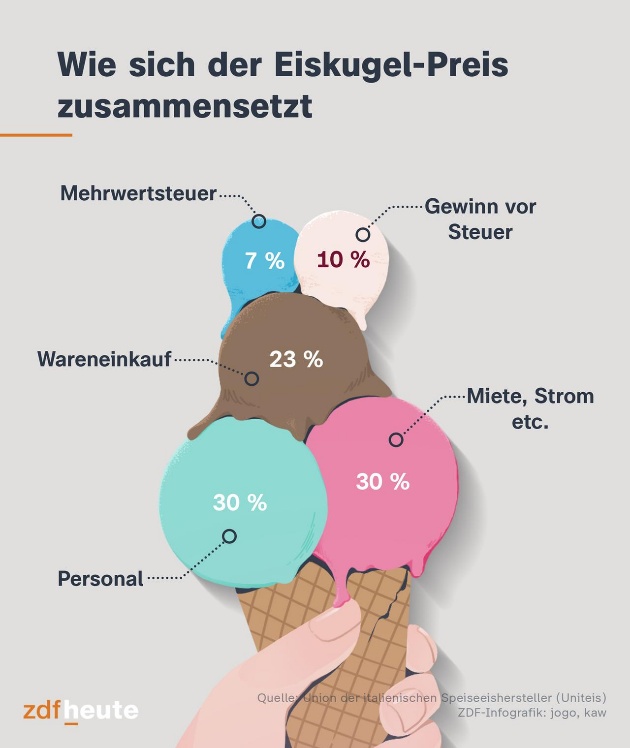 Wie sich der Eiskugel-Preis
zusammensetzt
Mehrwertsteuer
Gewinn vor
Steuer
7 %
10 %
Wareneinkauf
23 %
Miete, Strom
etc.
30 %
30 %
Personal
Quelle: Union der italienischen Speiseeishersteller (Uniteis)
ZDF-Infografik: jogo, kaw
zdfheute